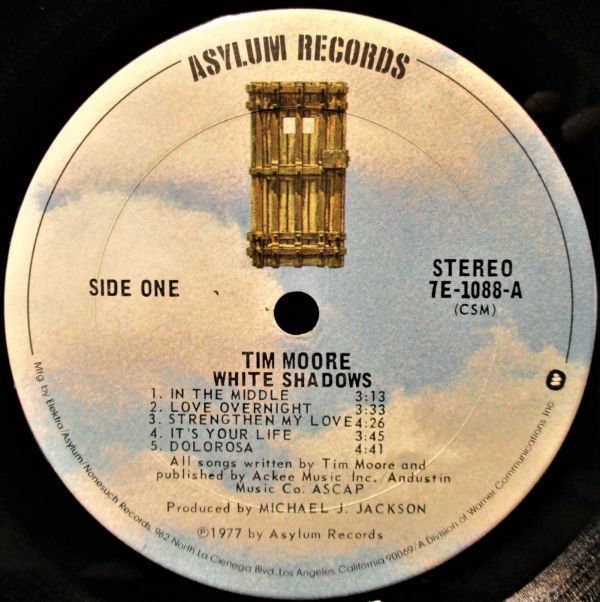 ASYLUM RECORDS
SIDE ONE
STEREO
7E-1088-A
(CSM)
TIM MOORE
WHITE SHADOWS
1. IN THE MIDDLE 3:13
2. LOVE OVERNIGHT 3:33
3. STRENGTHEN MY LOVE 4:26
4. IT'S YOUR LIFE 3:45
5. DOLOROSA 4:41
All songs written by Tim Moore and
published by Ackee Music Inc./Andustin
Music Co. ASCAP
Produced by MICHAEL J. JACKSON
Ⓟ1977 by Asylum Records
Mfg by Elektra/Asylum/Nonesuch Records, 962 North La Cienega Blvd., Los Angeles, California 90069/A Division of Warner Communications Inc.